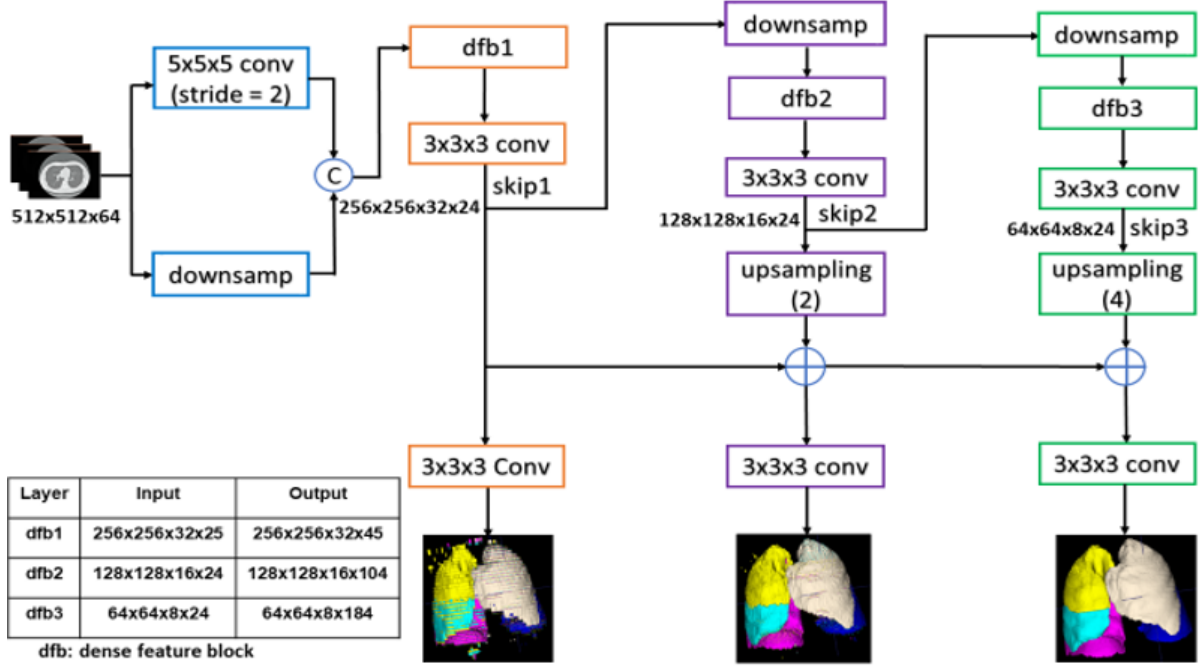 5x5x5 conv
(stride = 2)
512x512x64
downsamp
C
dfb1
3x3x3 conv
skip1
256x256x32x24
3x3x3 Conv
downsamp
dfb2
3x3x3 conv
128x128x16x24
skip2
upsampling
(2)
3x3x3 conv
downsamp
dfb3
3x3x3 conv
64x64x8x24
skip3
upsampling
(4)
3x3x3 conv
Layer Input Output
dfb1 256x256x32x25 256x256x32x45
dfb2 128x128x16x24 128x128x16x104
dfb3 64x64x8x24 64x64x8x184
dfb: dense feature block